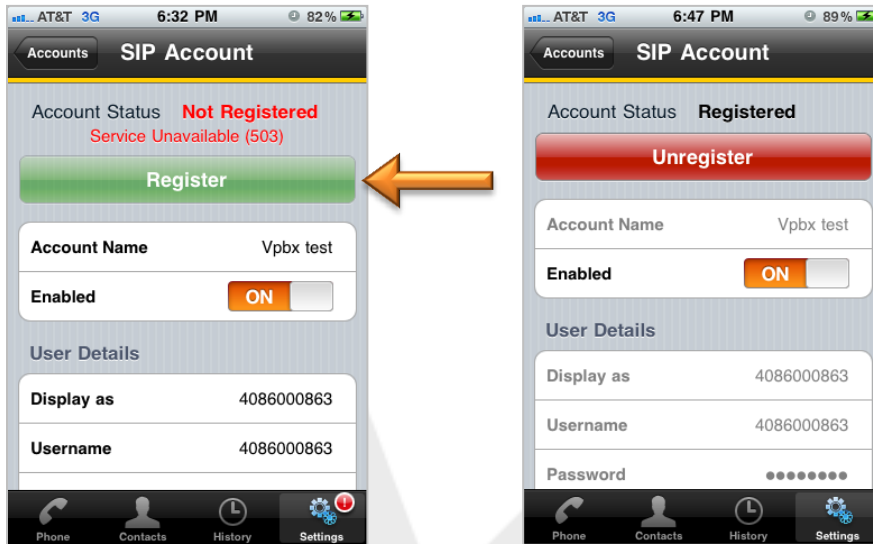 AT&T 3G 6:32 PM 82%
Accounts SIP Account
Account Status Not Registered
Service Unavailable (503)
Register
Account Name Vpbx test
Enabled ON
User Details
Display as 4086000863
Username 4086000863
Phone Contacts History Settings
AT&T 3G 6:47 PM 89%
Accounts SIP Account
Account Status Registered
Unregister
Account Name Vpbx test
Enabled ON
User Details
Display as 4086000863
Username 4086000863
Password ●●●●●●●●
Phone Contacts History Settings